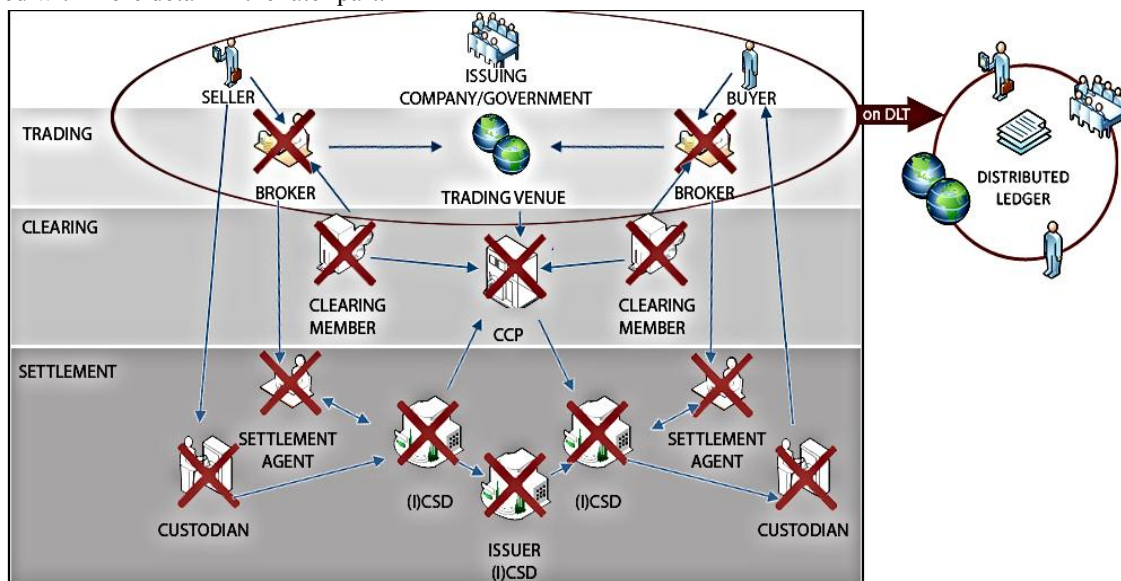 SELLER
ISSUING
COMPANY/GOVERNMENT
BUYER
on DLT
TRADING
BROKER
TRADING VENUE
BROKER
DISTRIBUTED
LEDGER
CLEARING
CLEARING
MEMBER
CCP
CLEARING
MEMBER
SETTLEMENT
SETTLEMENT
AGENT
(I)CSD
(I)CSD
SETTLEMENT
AGENT
CUSTODIAN
ISSUER
(I)CSD
CUSTODIAN